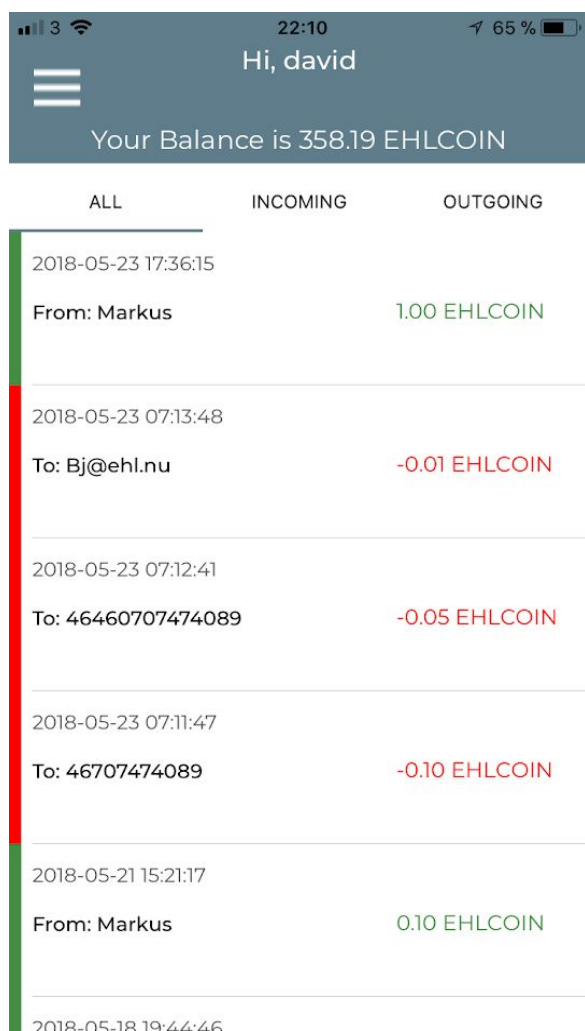 3 22:10 65 %
Hi, david
Your Balance is 358.19 EHLCOIN
ALL INCOMING OUTGOING
2018-05-23 17:36:15
From: Markus 1.00 EHLCOIN
2018-05-23 07:13:48
To: Bj@ehl.nu -0.01 EHLCOIN
2018-05-23 07:12:41
To: 46460707474089 -0.05 EHLCOIN
2018-05-23 07:11:47
To: 46707474089 -0.10 EHLCOIN
2018-05-21 15:21:17
From: Markus 0.10 EHLCOIN
2018-05-18 19:44:46